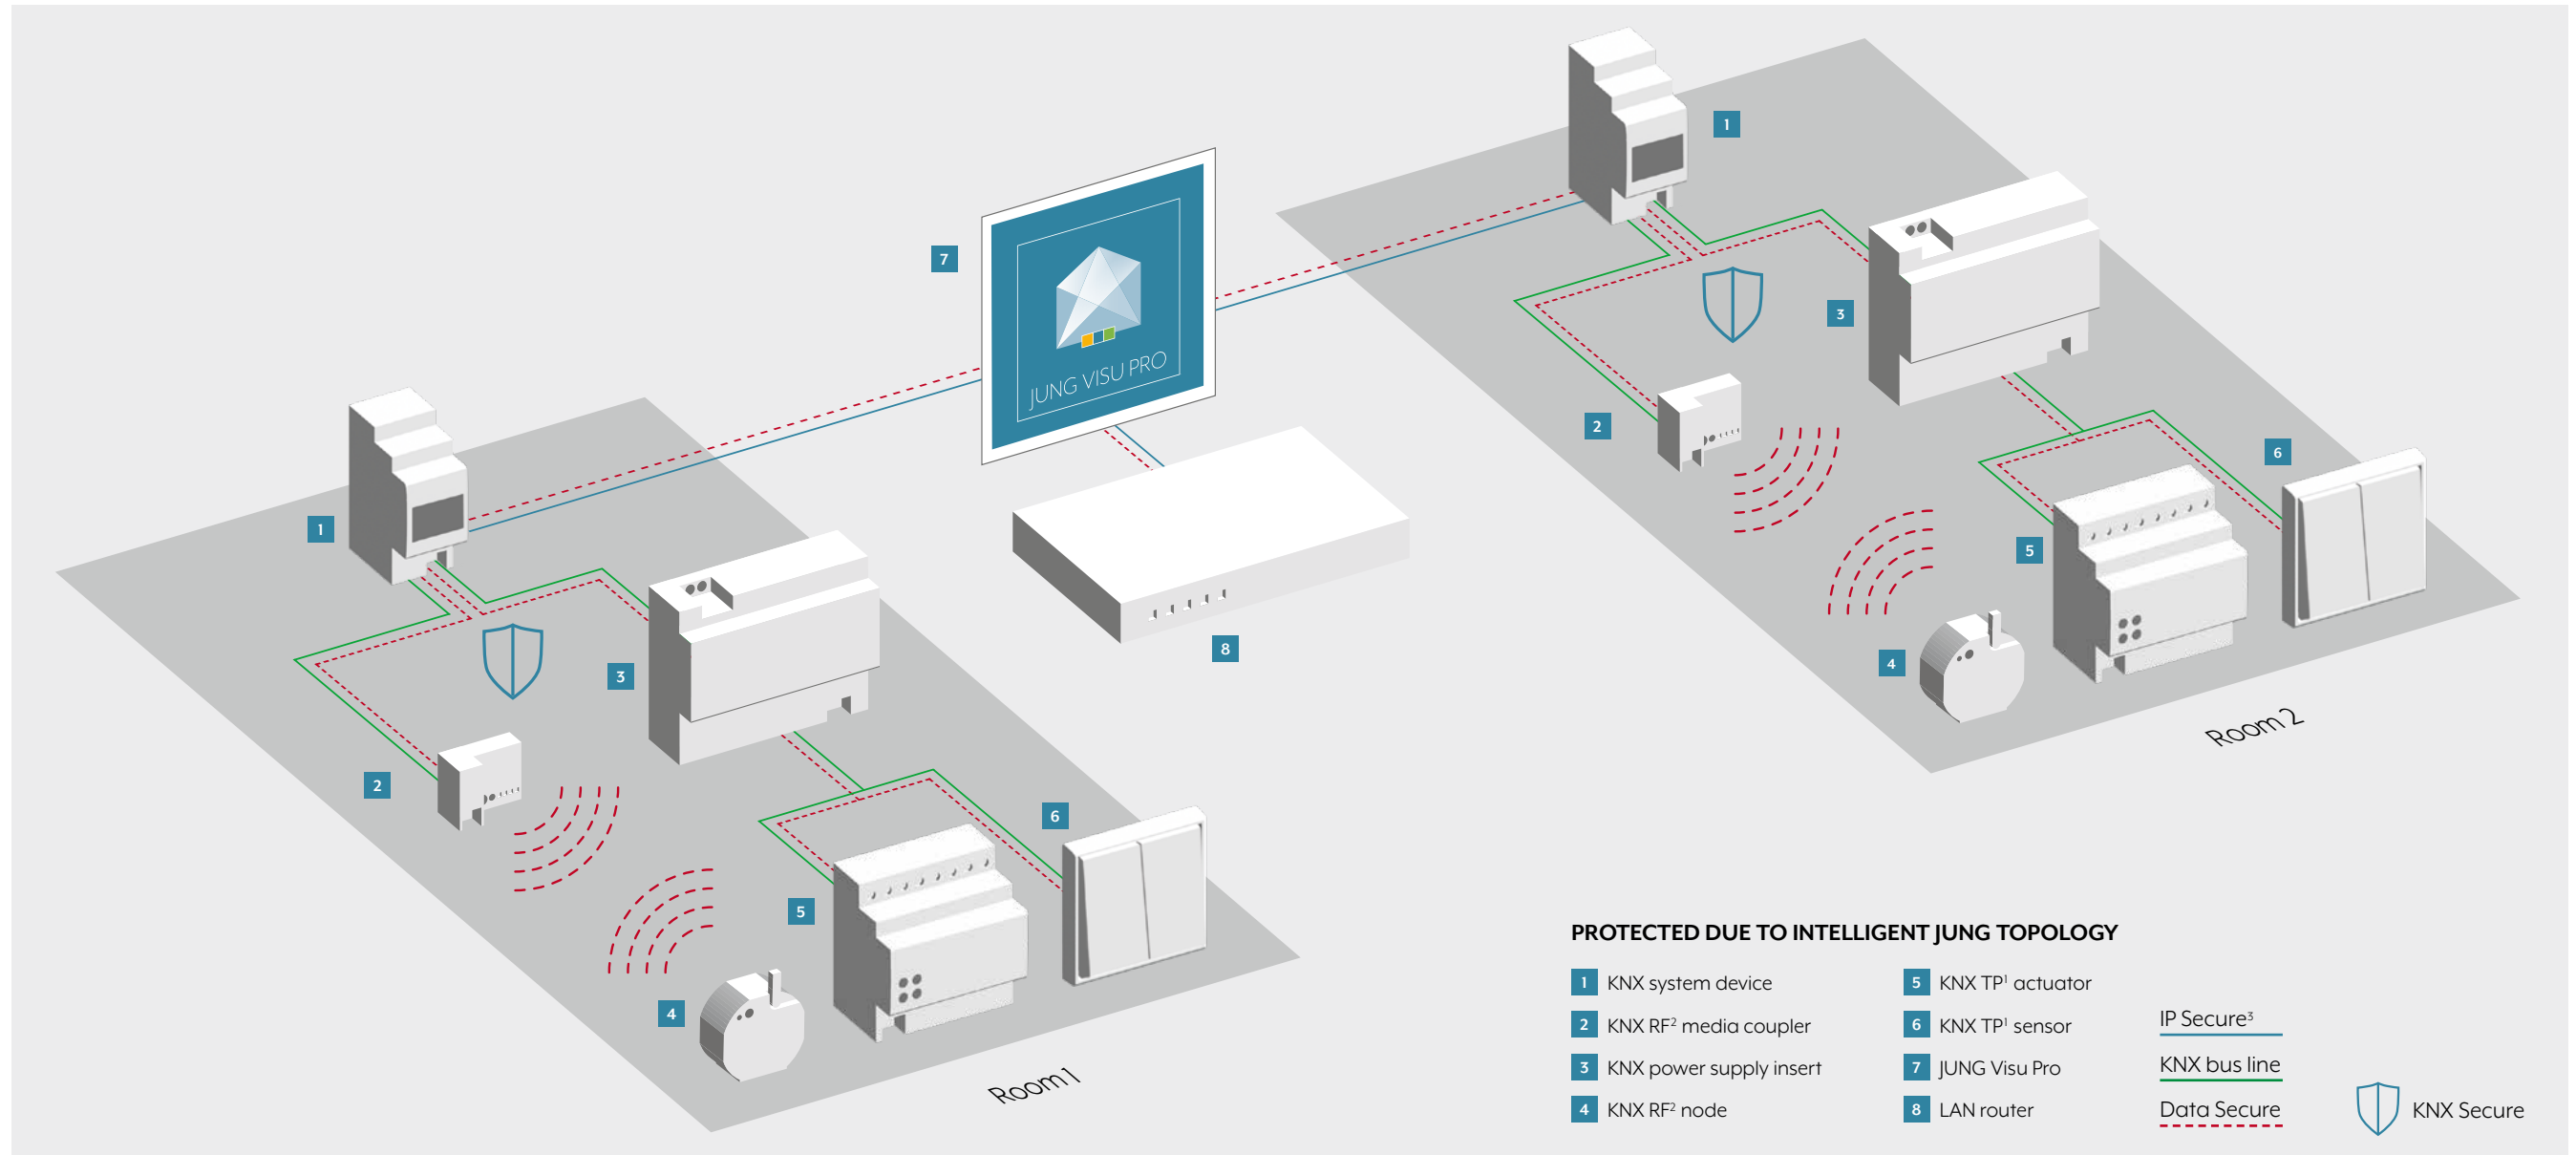 1
7
JUNG VISU PRO
3
2
6
1
5
8
4
3
Room 2
2
6
5
4
Room 1
PROTECTED DUE TO INTELLIGENT JUNG TOPOLOGY
1 KNX system device
2 KNX RF² media coupler
3 KNX power supply insert
4 KNX RF² node
5 KNX TP¹ actuator
6 KNX TP¹ sensor
7 JUNG Visu Pro
8 LAN router
IP Secure³
KNX bus line
Data Secure
KNX Secure